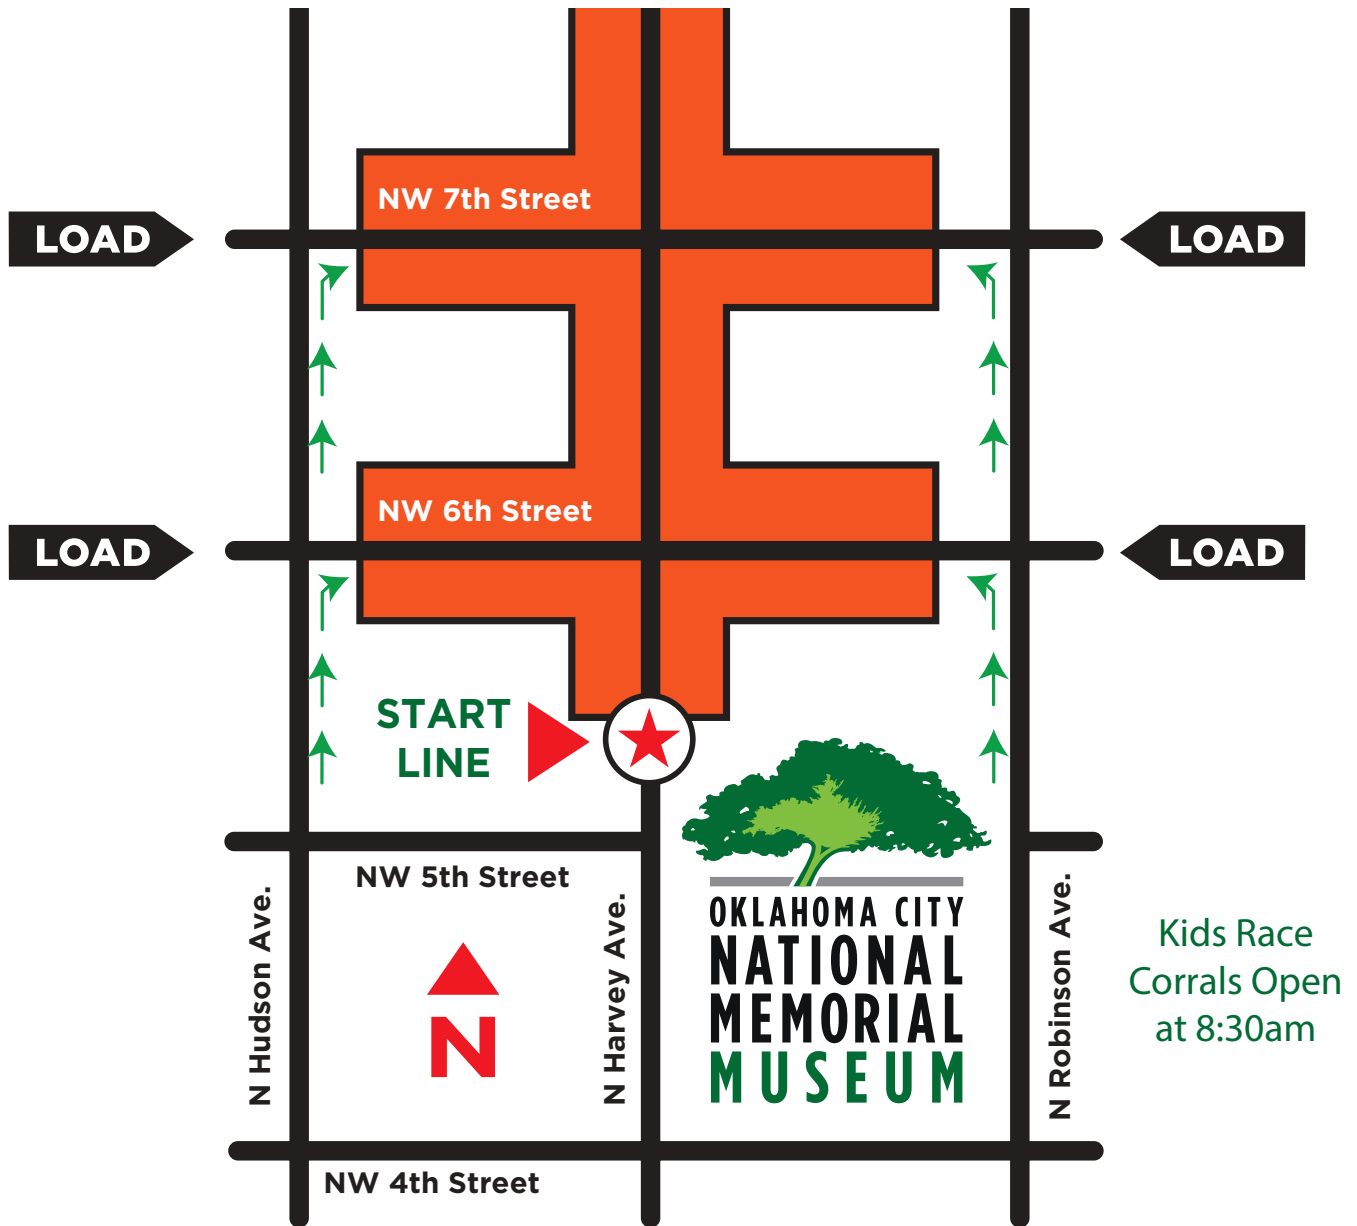 NW 7th Street
LOAD
LOAD
NW 6th Street
LOAD
LOAD
START
LINE
NW 5th Street
OKLAHOMA CITY
NATIONAL
MEMORIAL
MUSEUM
N Hudson Ave.
N
N Harvey Ave.
N Robinson Ave.
Kids Race
Corrals Open
at 8:30am
NW 4th Street